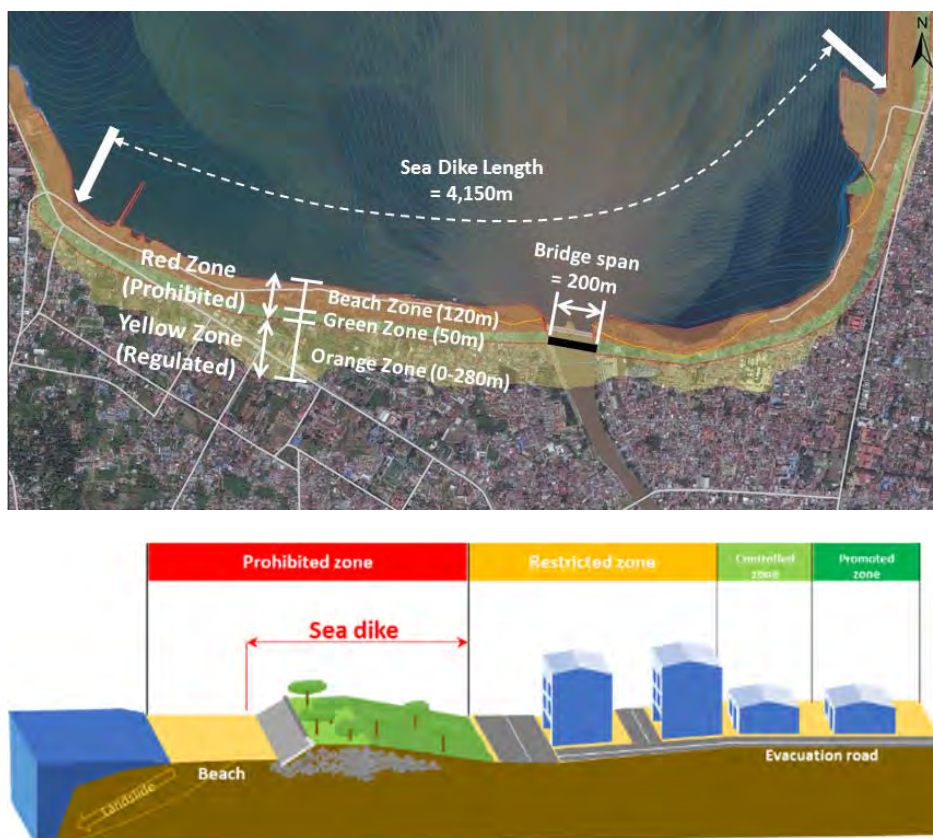 N
Sea Dike Length
= 4,150m
Bridge span
= 200m
Red Zone
(Prohibited)
Beach Zone (120m)
Green Zone (50m)
Yellow Zone
(Regulated)
Orange Zone (0-280m)
Prohibited zone
Restricted zone
Controlled
zone
Promoted
zone
Sea dike
Evacuation road
Beach
Landslide